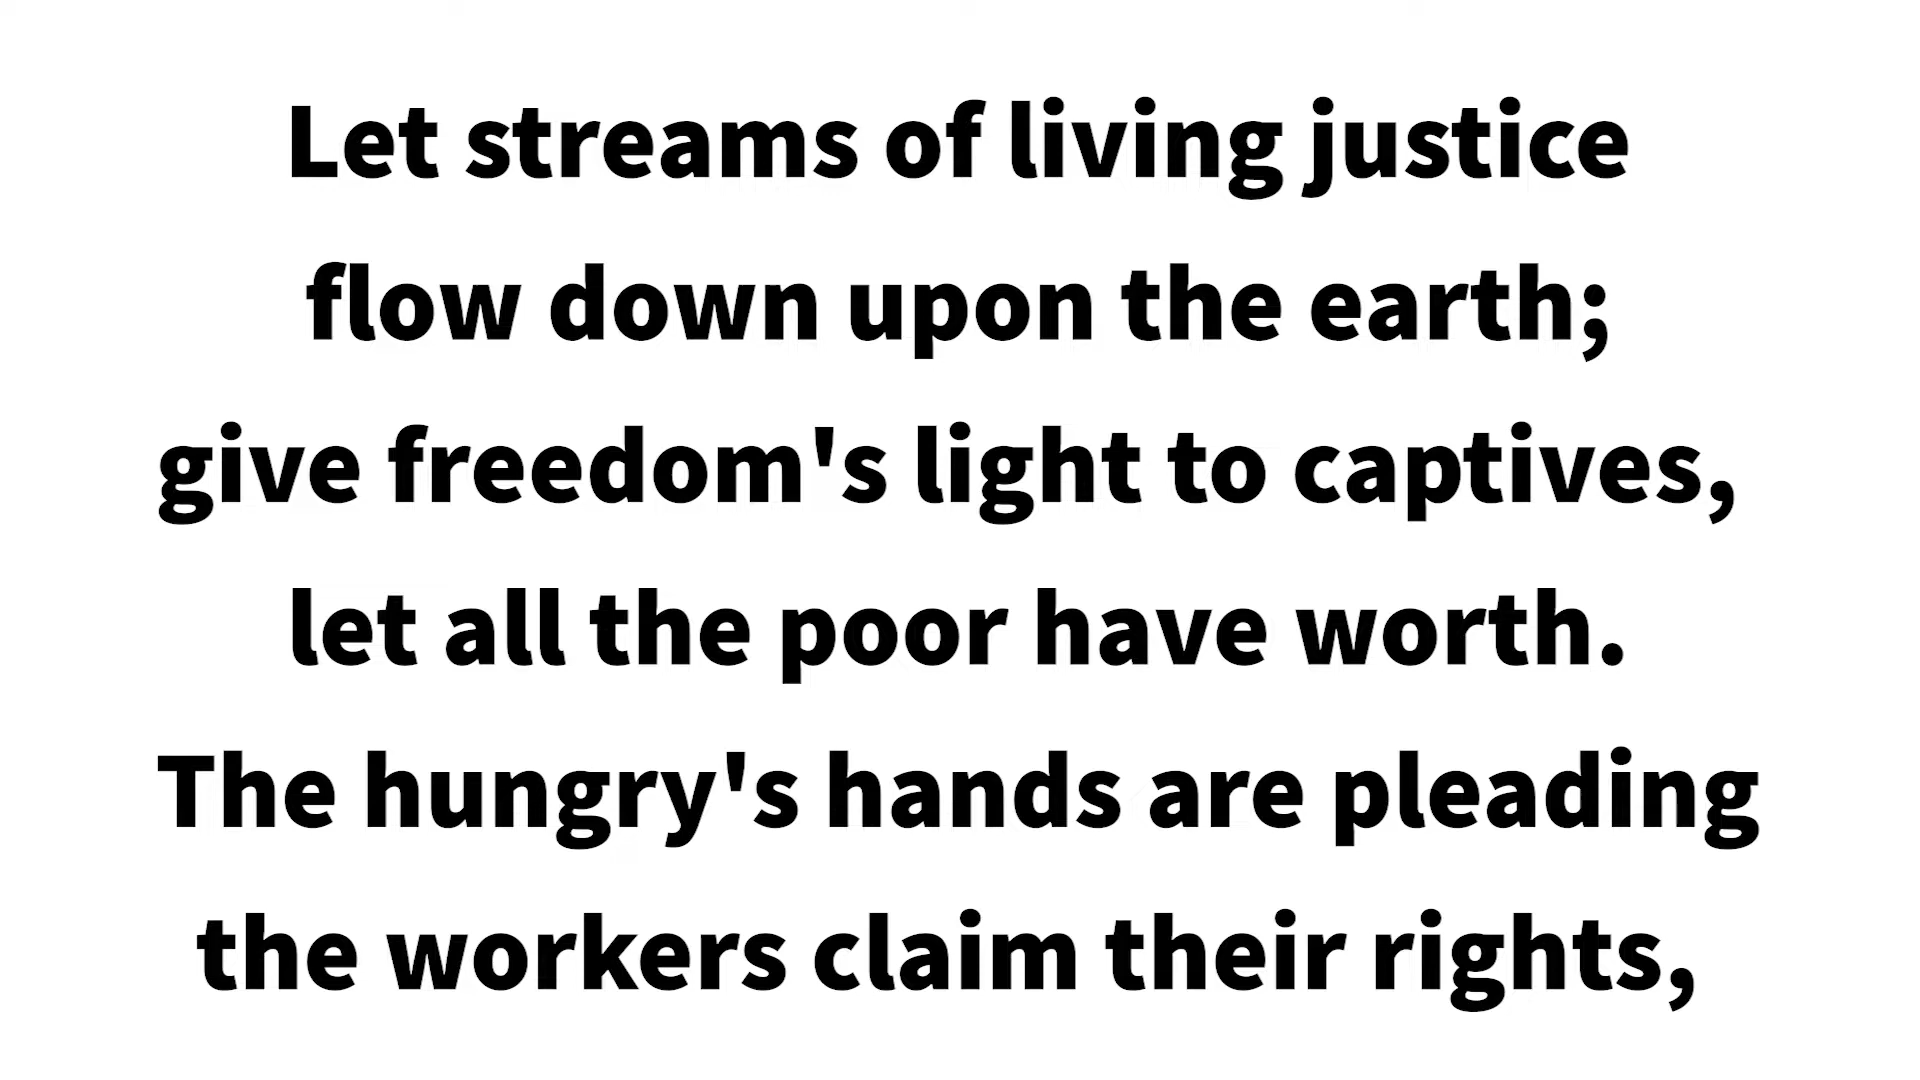 Let streams of living justice
flow down upon the earth;
give freedom's light to captives,
let all the poor have worth.
The hungry's hands are pleading
the workers claim their rights,